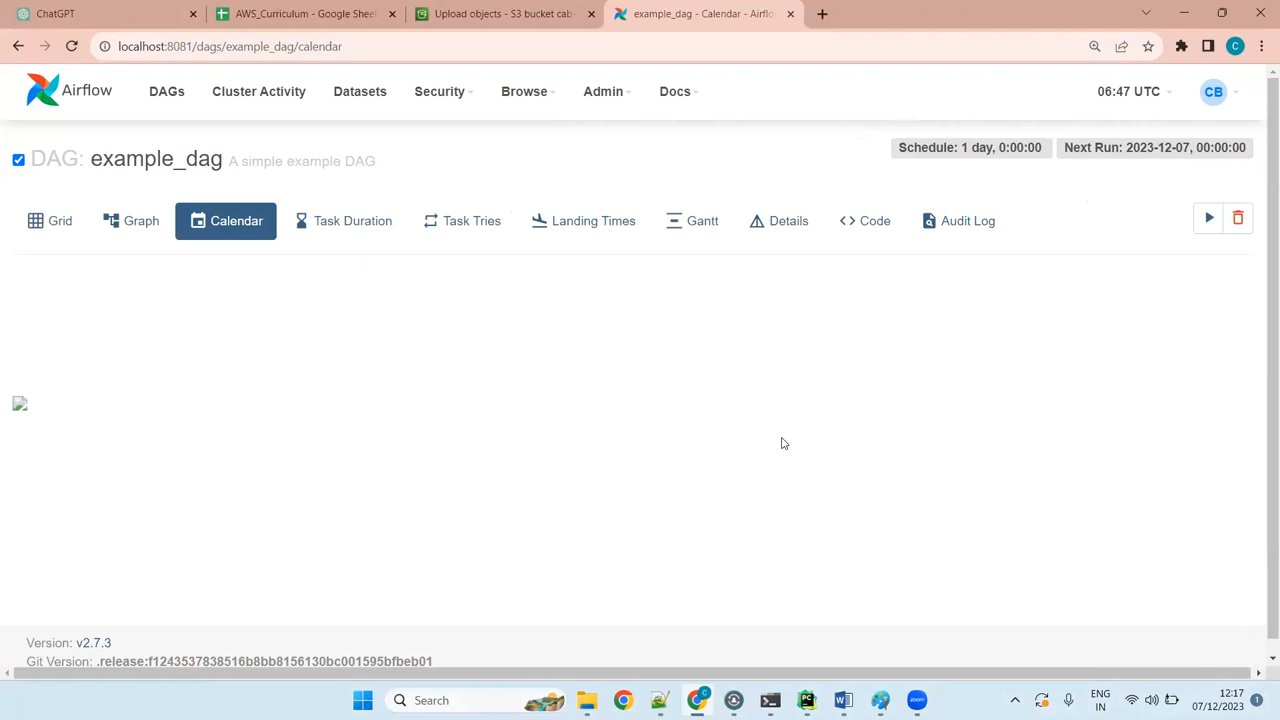 ChatGPT
AWS_Curriculum - Google Sheet
Upload objects - S3 bucket cab-
example_dag - Calendar - Airflo
localhost:8081/dags/example_dag/calendar
C
Airflow
DAGs
Cluster Activity
Datasets
Security
Browse
Admin
Docs
06:47 UTC
CB
DAG: example_dag A simple example DAG
Schedule: 1 day, 0:00:00
Next Run: 2023-12-07, 00:00:00
Grid
Graph
Calendar
Task Duration
Task Tries
Landing Times
Gantt
Details
Code
Audit Log
Version: v2.7.3
Git Version: .release:f1243537838516b8bb8156130bc001595bfbeb01
Search
C
PC
W
zoom
ENG
IN
12:17
07/12/2023
1